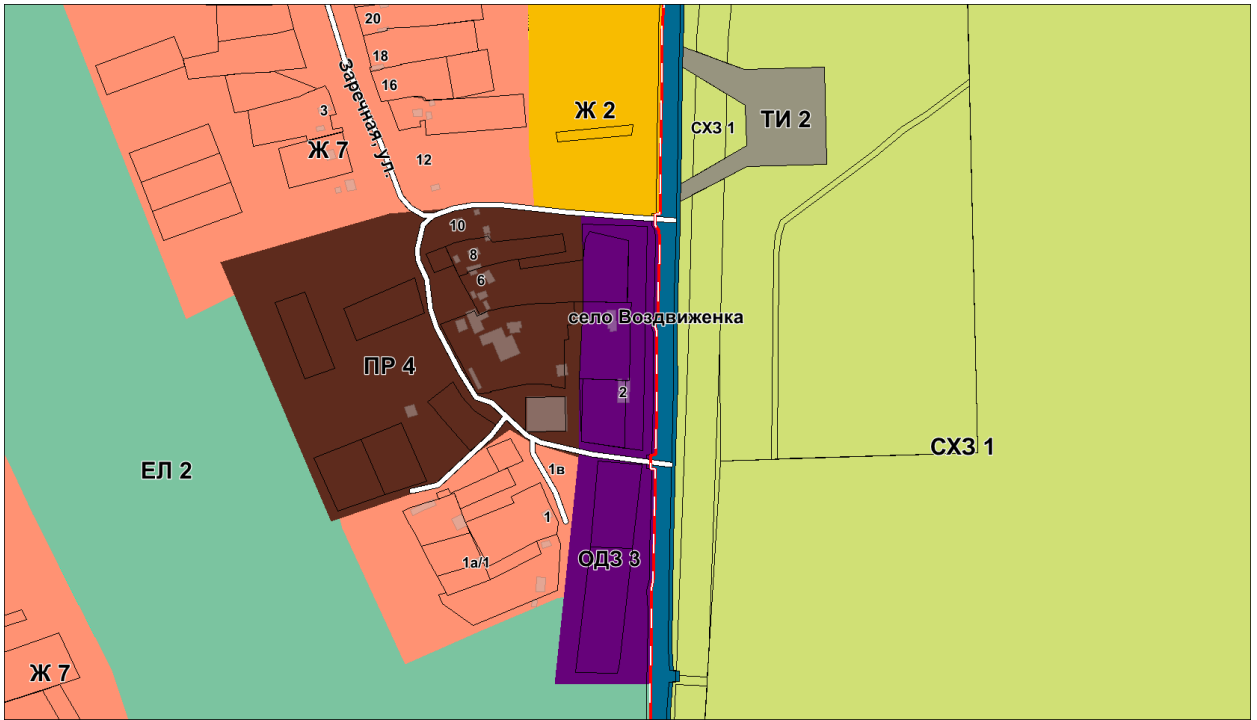 20
18
16
Заречная, ул.
3
Ж 7
12
Ж 2
СХЗ 1
ТИ 2
10
8
6
село Воздвиженка
ПР 4
2
СХЗ 1
ЕЛ 2
1в
1
1а/1
ОДЗ 3
Ж 7